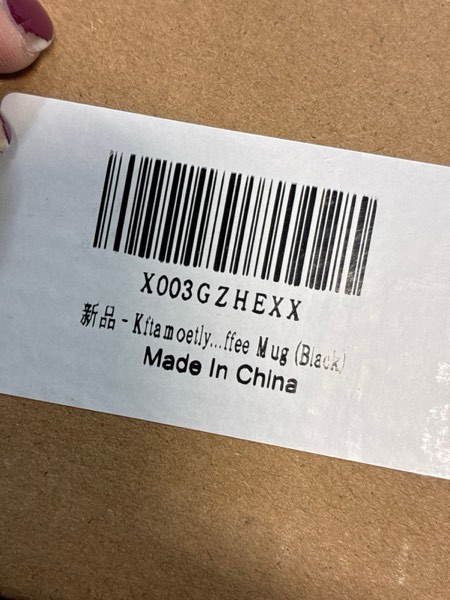 X003GZHEXX
新品 - Kftamoetly...ffee Mug (Black)
Made In China